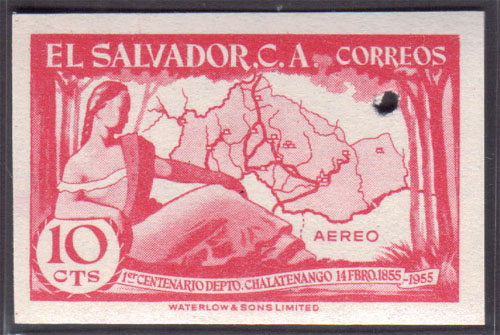 EL SALVADOR, C.A. CORREOS
AEREO
10
CTS
1er CENTENARIO DEPTO. CHALATENANGO 14 FBRO. 1855-1955
WATERLOW & SONS LIMITED